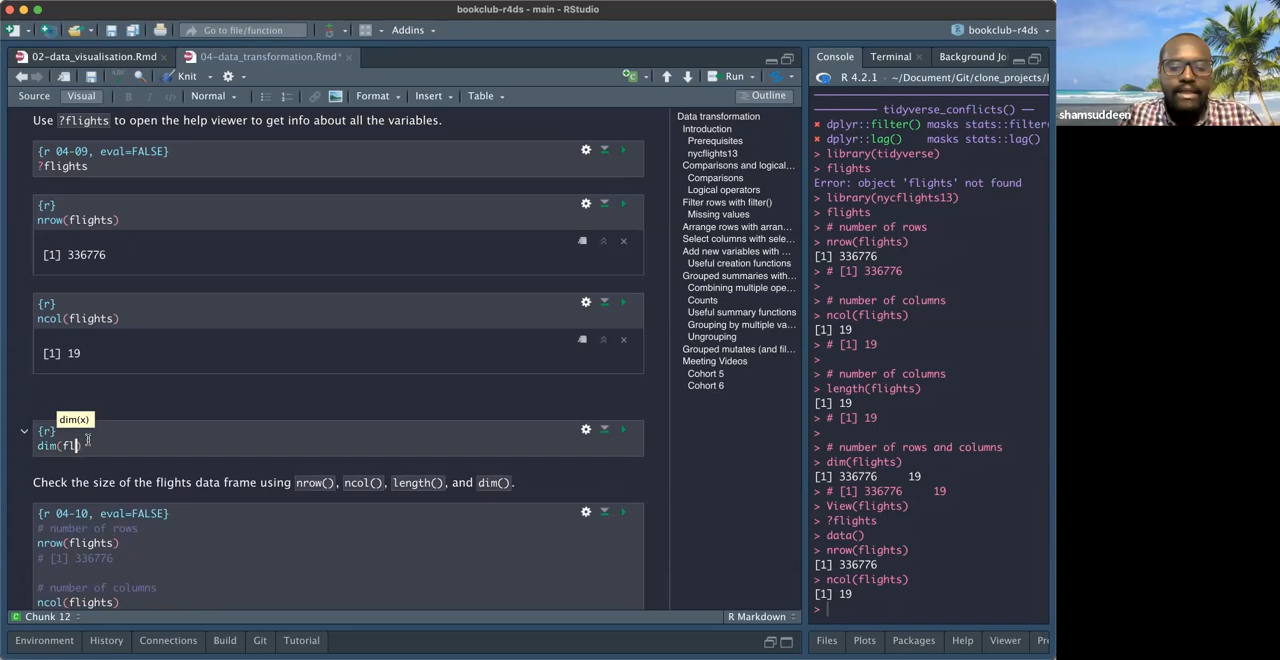 bookclub-r4ds - main - RStudio
Go to file/function
Addins
bookclub-r4ds
02-data_visualisation.Rmd
04-data_transformation.Rmd*
Knit
Run
Source
Visual
Normal
Format
Insert
Table
Outline
Use ?flights to open the help viewer to get info about all the variables.
{r 04-09, eval=FALSE}
?flights
{r}
nrow(flights)
[1] 336776
{r}
ncol(flights)
[1] 19
dim(x)
{r}
dim(fl)
Check the size of the flights data frame using nrow(), ncol(), length(), and dim().
{r 04-10, eval=FALSE}
# number of rows
nrow(flights)
# [1] 336776
# number of columns
ncol(flights)
Chunk 12
R Markdown
Environment
History
Connections
Build
Git
Tutorial
Data transformation
Introduction
Prerequisites
nycflights13
Comparisons and logical...
Comparisons
Logical operators
Filter rows with filter()
Missing values
Arrange rows with arran...
Select columns with sele...
Add new variables with ...
Useful creation functions
Grouped summaries with...
Combining multiple ope...
Counts
Useful summary functions
Grouping by multiple va...
Ungrouping
Grouped mutates (and fil...
Meeting Videos
Cohort 5
Cohort 6
Console
Terminal
Background Jo
R 4.2.1 · ~/Document/Git/clone_projects/
tidyverse_conflicts()
✖ dplyr::filter() masks stats::filter
✖ dplyr::lag() masks stats::lag()
> library(tidyverse)
> flights
Error: object 'flights' not found
> library(nycflights13)
> flights
> # number of rows
> nrow(flights)
[1] 336776
> # [1] 336776
>
> # number of columns
> ncol(flights)
[1] 19
> # [1] 19
>
> # number of columns
> length(flights)
[1] 19
> # [1] 19
>
> # number of rows and columns
> dim(flights)
[1] 336776 19
> # [1] 336776 19
> View(flights)
> ?flights
> data()
> nrow(flights)
[1] 336776
> ncol(flights)
[1] 19
>
Files
Plots
Packages
Help
Viewer
Pr
shamsuddeen